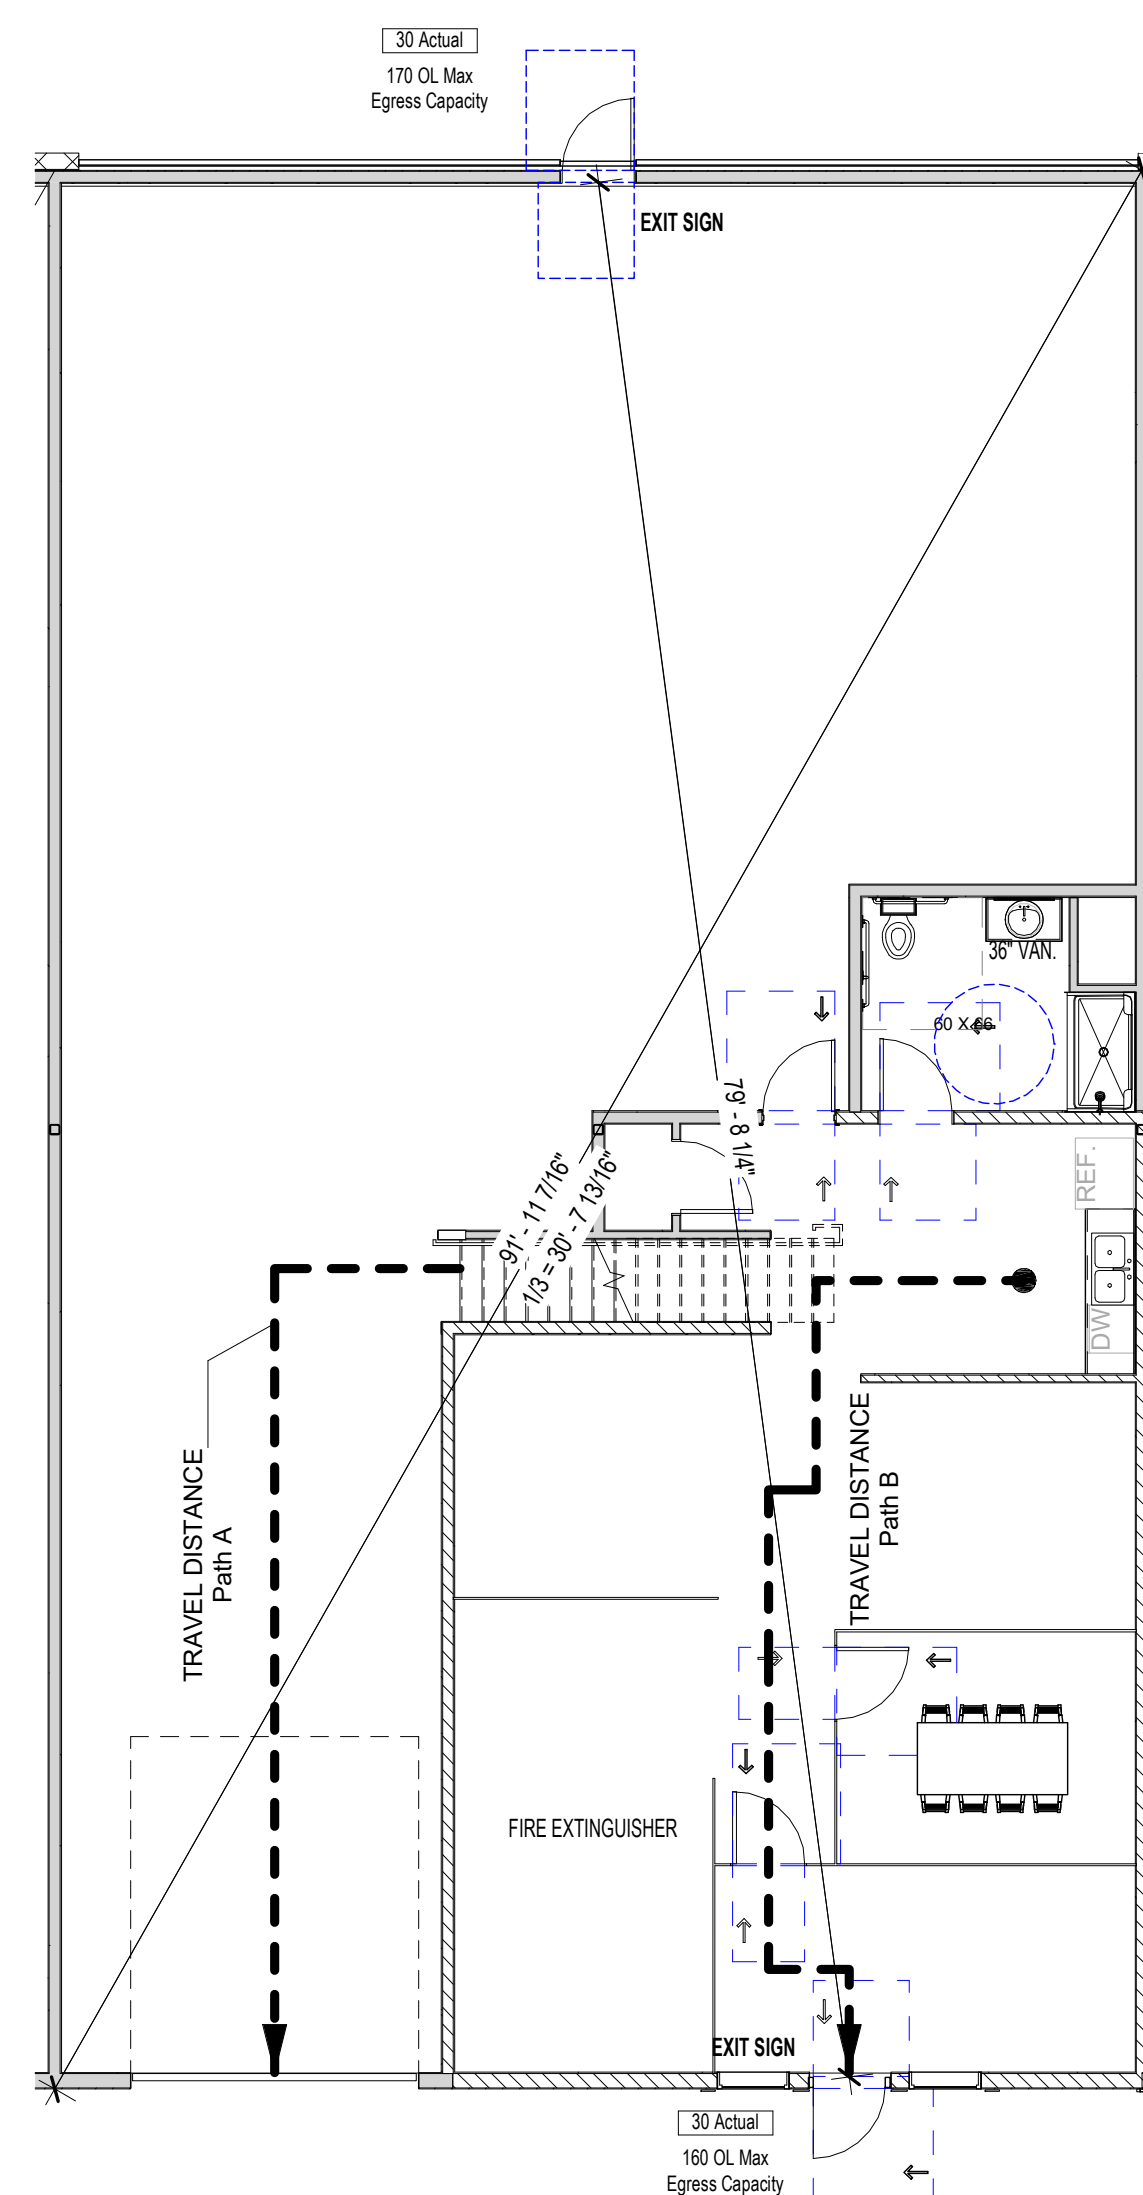 30 Actual
170 OL Max
Egress Capacity
EXIT SIGN
36" VAN.
60 X 66
79' - 8 1/4"
91' - 11 7/16"
1/3 = 30' - 7 13/16"
REF.
DW
TRAVEL DISTANCE
Path A
TRAVEL DISTANCE
Path B
FIRE EXTINGUISHER
EXIT SIGN
30 Actual
160 OL Max
Egress Capacity